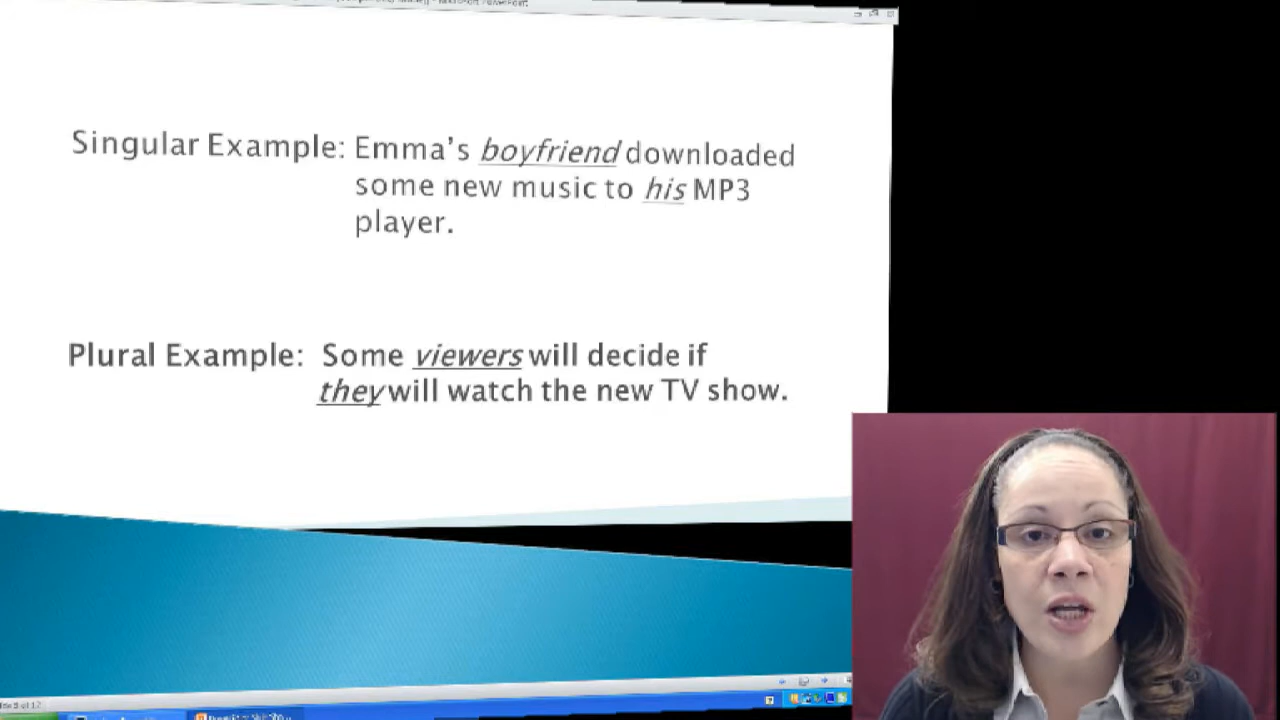 Singular Example: Emma's boyfriend downloaded
some new music to his MP3
player.
Plural Example: Some viewers will decide if
they will watch the new TV show.